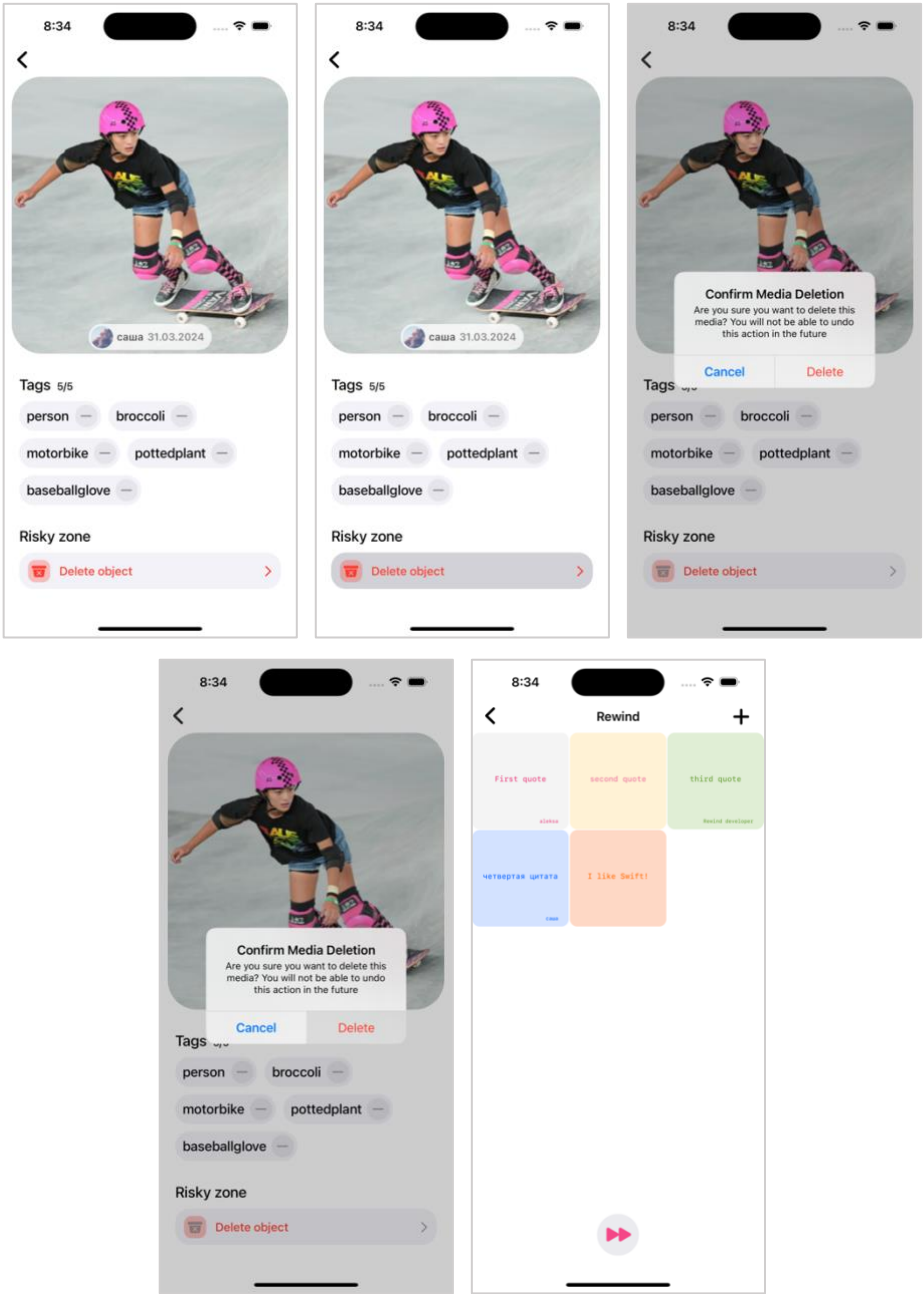 8:34
саша 31.03.2024
Tags 5/5
person
broccoli
motorbike
pottedplant
baseballglove
Risky zone
Delete object
8:34
саша 31.03.2024
Tags 5/5
person
broccoli
motorbike
pottedplant
baseballglove
Risky zone
Delete object
8:34
Confirm Media Deletion
Are you sure you want to delete this
media? You will not be able to undo
this action in the future
Cancel
Delete
Tags
person
broccoli
motorbike
pottedplant
baseballglove
Risky zone
Delete object
8:34
Confirm Media Deletion
Are you sure you want to delete this
media? You will not be able to undo
this action in the future
Cancel
Delete
Tags
person
broccoli
motorbike
pottedplant
baseballglove
Risky zone
Delete object
8:34
Rewind
First quote
second quote
third quote
Rewind developer
четвертая цитата
саша
I like Swift!